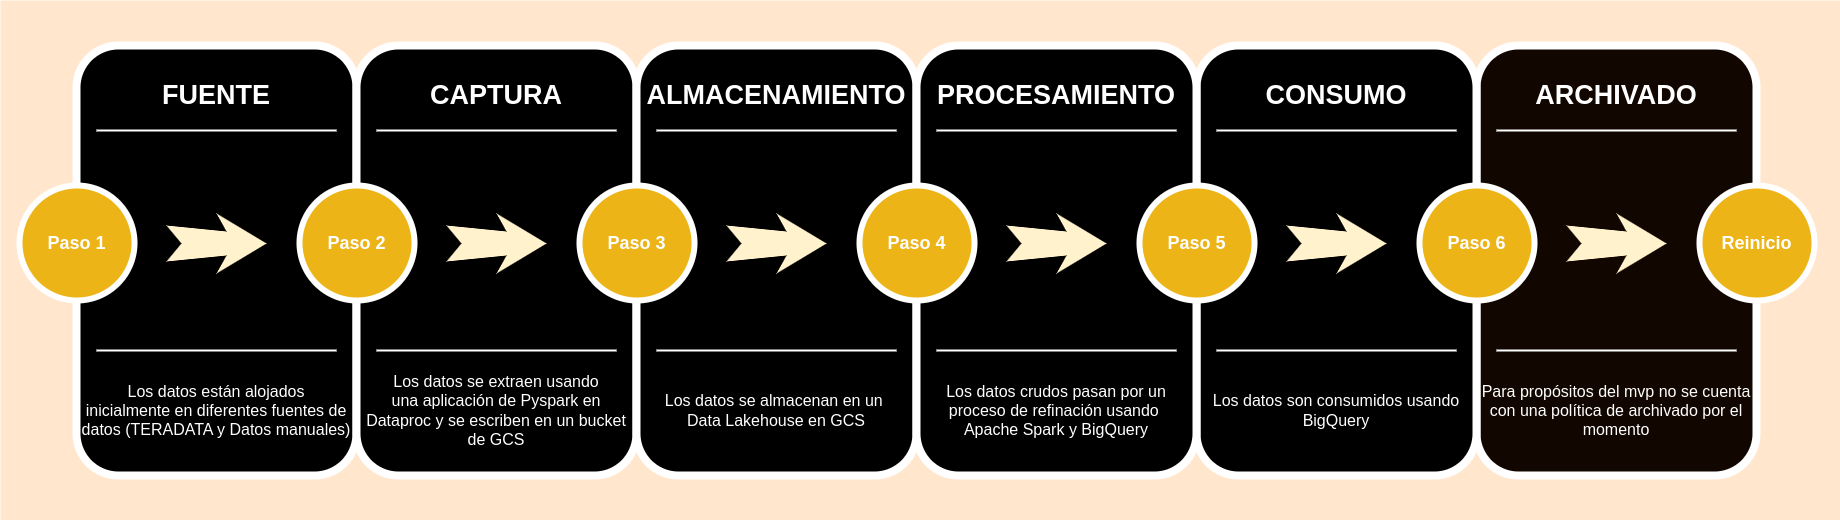 FUENTE
CAPTURA
ALMACENAMIENTO
PROCESAMIENTO
CONSUMO
ARCHIVADO
Paso 1
Paso 2
Paso 3
Paso 4
Paso 5
Paso 6
Reinicio
Los datos están alojados
inicialmente en diferentes fuentes de
datos (TERADATA y Datos manuales)
Los datos se extraen usando
una aplicación de Pyspark en
Dataproc y se escriben en un bucket
de GCS
Los datos se almacenan en un
Data Lakehouse en GCS
Los datos crudos pasan por un
proceso de refinación usando
Apache Spark y BigQuery
Los datos son consumidos usando
BigQuery
Para propósitos del mvp no se cuenta
con una política de archivado por el
momento